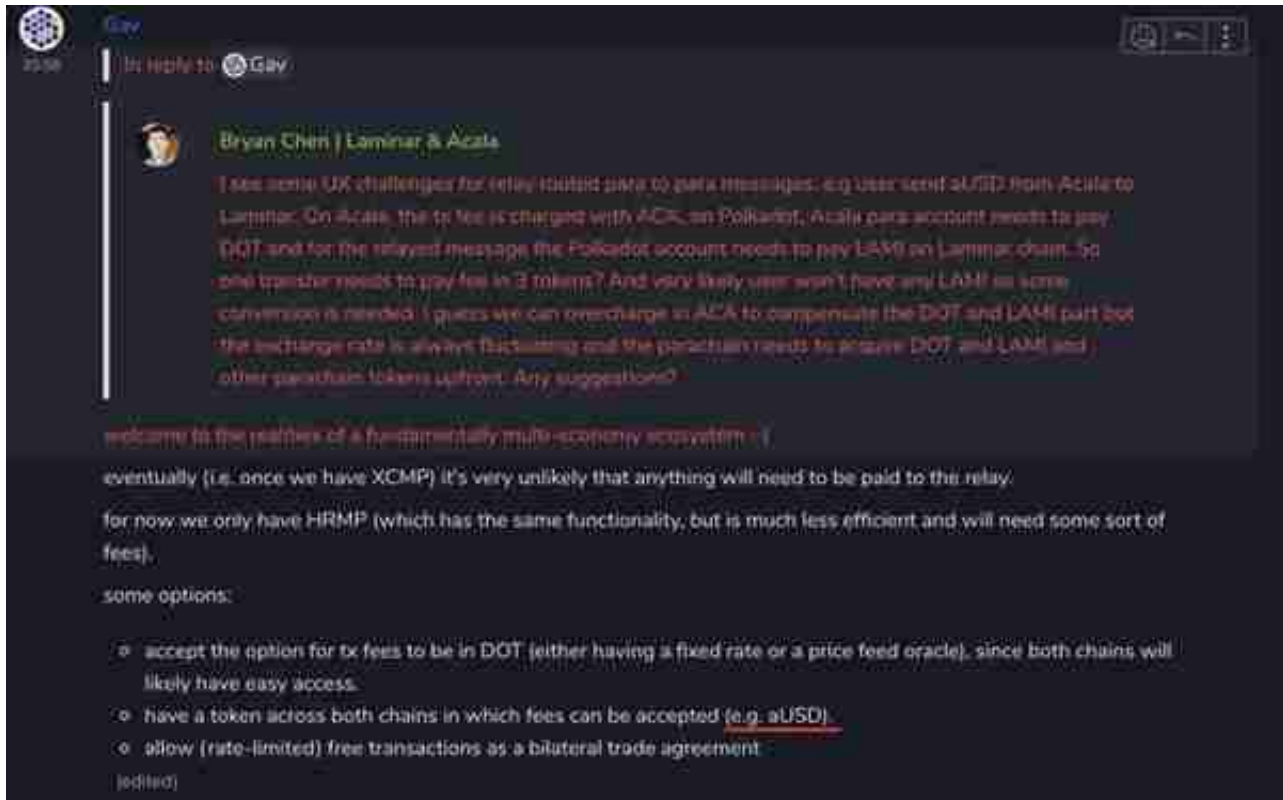 Gav
In reply to Gav
Bryan Chen | Laminar & Acala
I see some UX challenges for relay routed para to para messages. e.g user send aUSD from Acala to
Laminar. On Acala, the tx fee is charged with ACA, on Polkadot, Acala para account needs to pay
DOT and for the relayed message the Polkadot account needs to pay LAMI on Laminar chain. So
one transfer needs to pay fee in 3 tokens? And very likely user won't have any LAMI so some
conversion is needed. I guess we can overcharge in ACA to compensate the DOT and LAMI part but
the exchange rate is always fluctuating and the parachain needs to acquire DOT and LAMI and
other parachain tokens upfront. Any suggestions?
welcome to the realities of a fundamentally multi-economy ecosystem
eventually (i.e. once we have XCMP) it's very unlikely that anything will need to be paid to the relay.
for now we only have HRMP (which has the same functionality, but is much less efficient and will need some sort of
fees).
some options:
accept the option for tx fees to be in DOT (either having a fixed rate or a price feed oracle), since both chains will
likely have easy access.
have a token across both chains in which fees can be accepted (e.g. aUSD).
allow (rate-limited) free transactions as a bilateral trade agreement
(edited)